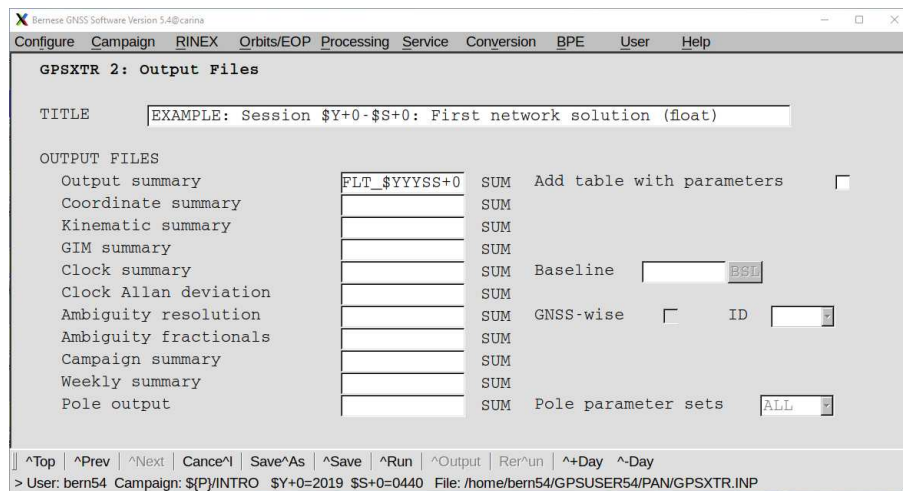 Bernese GNSS Software Version 5.4@carina
Configure Campaign RINEX Orbits/EOP Processing Service Conversion BPE User Help
GPSXTR 2: Output Files
TITLE EXAMPLE: Session $Y+0-$S+0: First network solution (float)
OUTPUT FILES
Output summary FLT_$YYYSS+0 SUM Add table with parameters
Coordinate summary SUM
Kinematic summary SUM
GIM summary SUM
Clock summary SUM Baseline BSL
Clock Allan deviation SUM
Ambiguity resolution SUM GNSS-wise ID
Ambiguity fractionals SUM
Campaign summary SUM
Weekly summary SUM
Pole output SUM Pole parameter sets ALL
^Top | ^Prev | ^Next | Cance^l | Save^As | ^Save | ^Run | ^Output | Rer^un | ^+Day ^-Day
> User: bern54 Campaign: ${P}/INTRO $Y+0=2019 $S+0=0440 File: /home/bern54/GPSUSER54/PAN/GPSXTR.INP